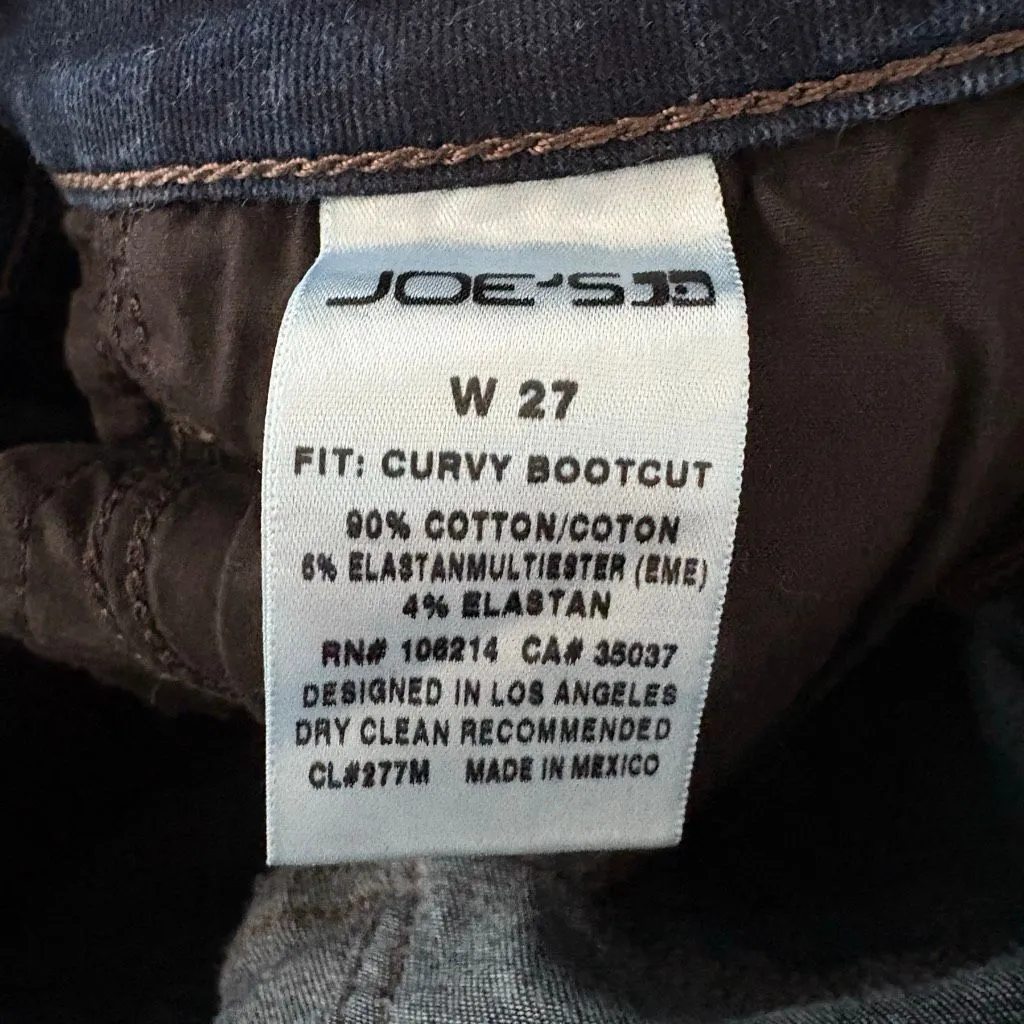 JOE'S
W 27
FIT: CURVY BOOTCUT
90% COTTON/COTON
6% ELASTANMULTIESTER (EME)
4% ELASTAN
RN# 106214 CA# 35037
DESIGNED IN LOS ANGELES
DRY CLEAN RECOMMENDED
CL#277M MADE IN MEXICO